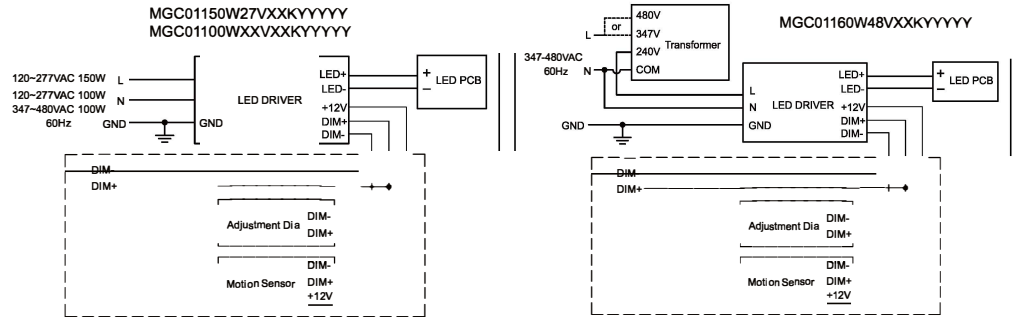 MGC01150W27VXXKYYYYY
MGC01100WXXVXXKYYYYY
120~277VAC 150W
L
120~277VAC 100W
347~480VAC 100W
N
60Hz
GND
GND
LED DRIVER
LED+
LED-
+12V
DIM+
DIM-
+
−
LED PCB
DIM-
DIM+
Adjustment Dia
DIM-
DIM+
Motion Sensor
DIM-
DIM+
+12V
MGC01160W48VXXKYYYYY
480V
or
L
347V
240V
Transformer
347-480VAC
60Hz
N
COM
L
N
GND
GND
LED DRIVER
LED+
LED-
+12V
DIM+
DIM-
+
−
LED PCB
DIM-
DIM+
Adjustment Dia
DIM-
DIM+
Motion Sensor
DIM-
DIM+
+12V